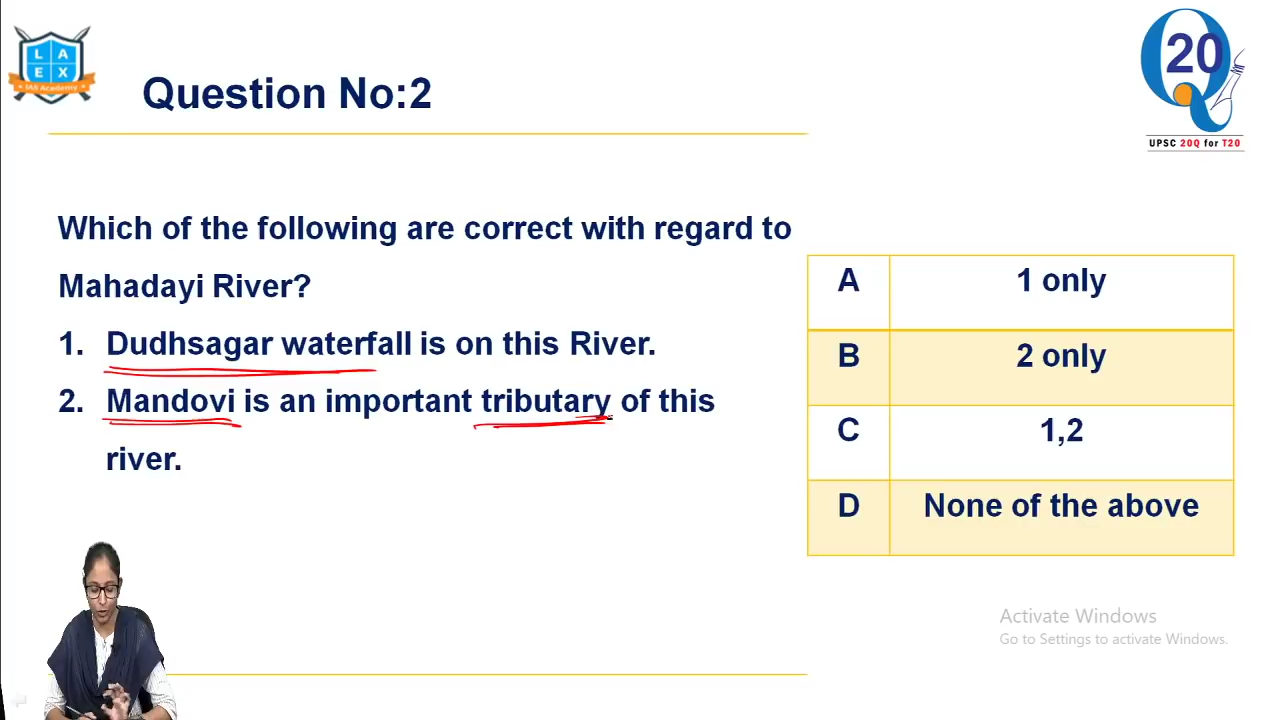 L A
E X
IAS Academy
Question No:2
20
UPSC 20Q for T20
Which of the following are correct with regard to
Mahadayi River?
1. Dudhsagar waterfall is on this River.
2. Mandovi is an important tributary of this
river.
A 1 only
B 2 only
C 1,2
D None of the above
Activate Windows
Go to Settings to activate Windows.